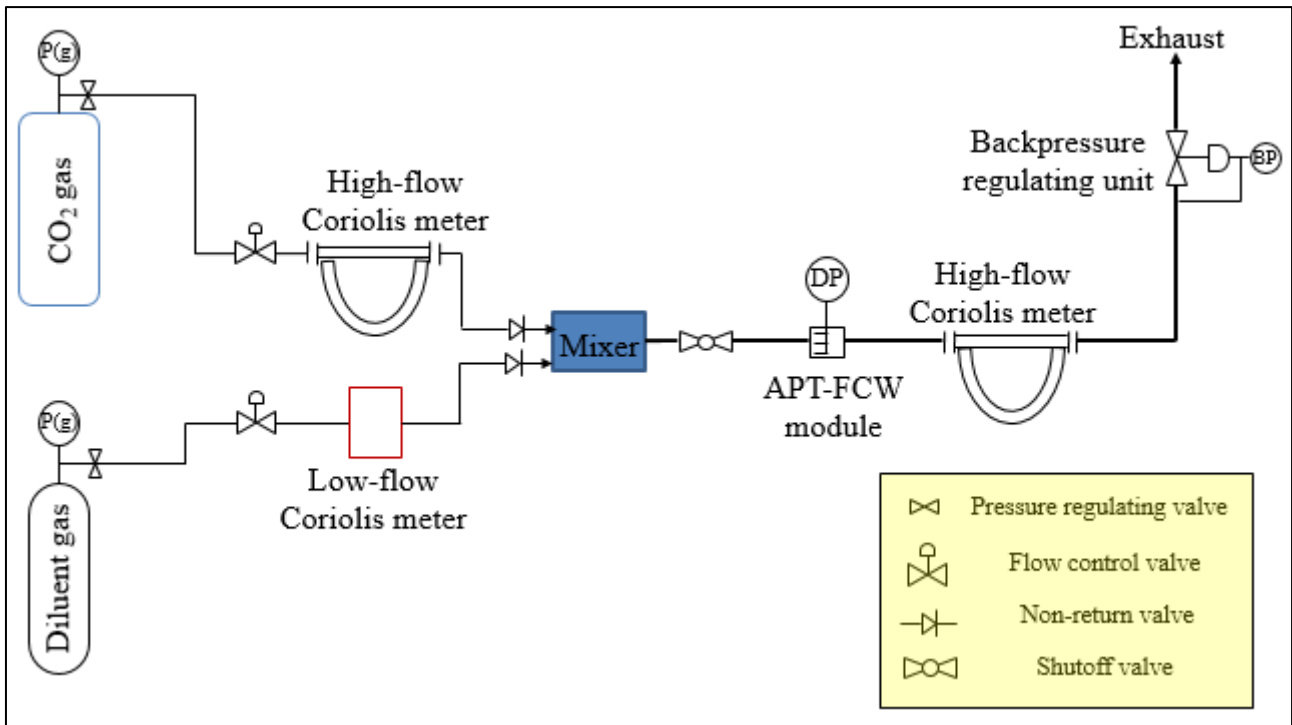 P(g)
CO₂ gas
High-flow
Coriolis meter
P(g)
Diluent gas
Low-flow
Coriolis meter
Mixer
DP
APT-FCW
module
High-flow
Coriolis meter
Exhaust
Backpressure
regulating unit
BP
Pressure regulating valve
Flow control valve
Non-return valve
Shutoff valve